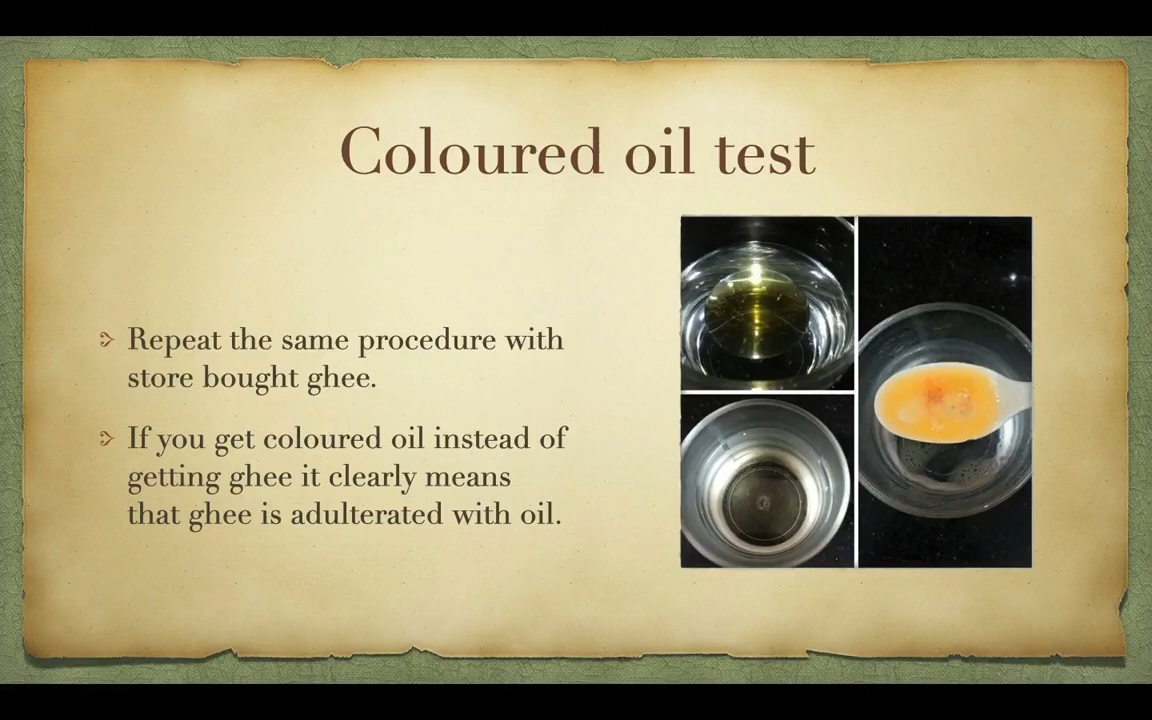 Coloured oil test
Repeat the same procedure with
store bought ghee.
If you get coloured oil instead of
getting ghee it clearly means
that ghee is adulterated with oil.